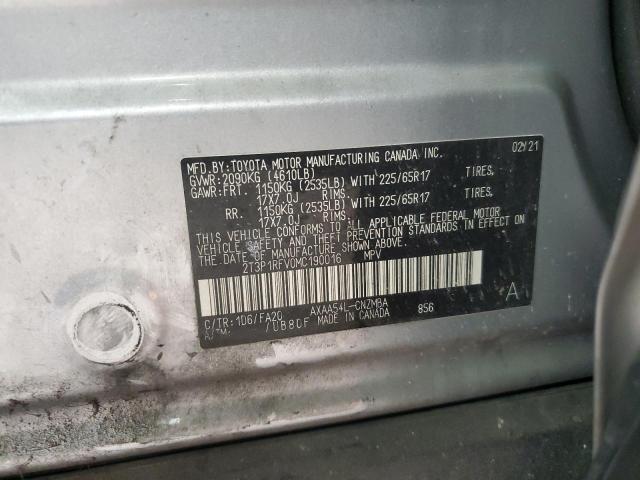 MFD.BY:TOYOTA MOTOR MANUFACTURING CANADA INC. 02/21
GVWR:2090KG (4610LB)
GAWR:FRT. 1150KG (2535LB) WITH 225/65R17 TIRES,
17X7.0J RIMS,
RR. 1150KG (2535LB) WITH 225/65R17 TIRES,
17X7.0J RIMS.
THIS VEHICLE CONFORMS TO ALL APPLICABLE FEDERAL MOTOR
VEHICLE SAFETY AND THEFT PREVENTION STANDARDS IN EFFECT ON
THE DATE OF MANUFACTURE SHOWN ABOVE.
2T3P1RFV0MC190016 MPV
C/TR:1D6/FA20 AXAA54L-CNZMBA 856 A
A/TM: /UB80F MADE IN CANADA